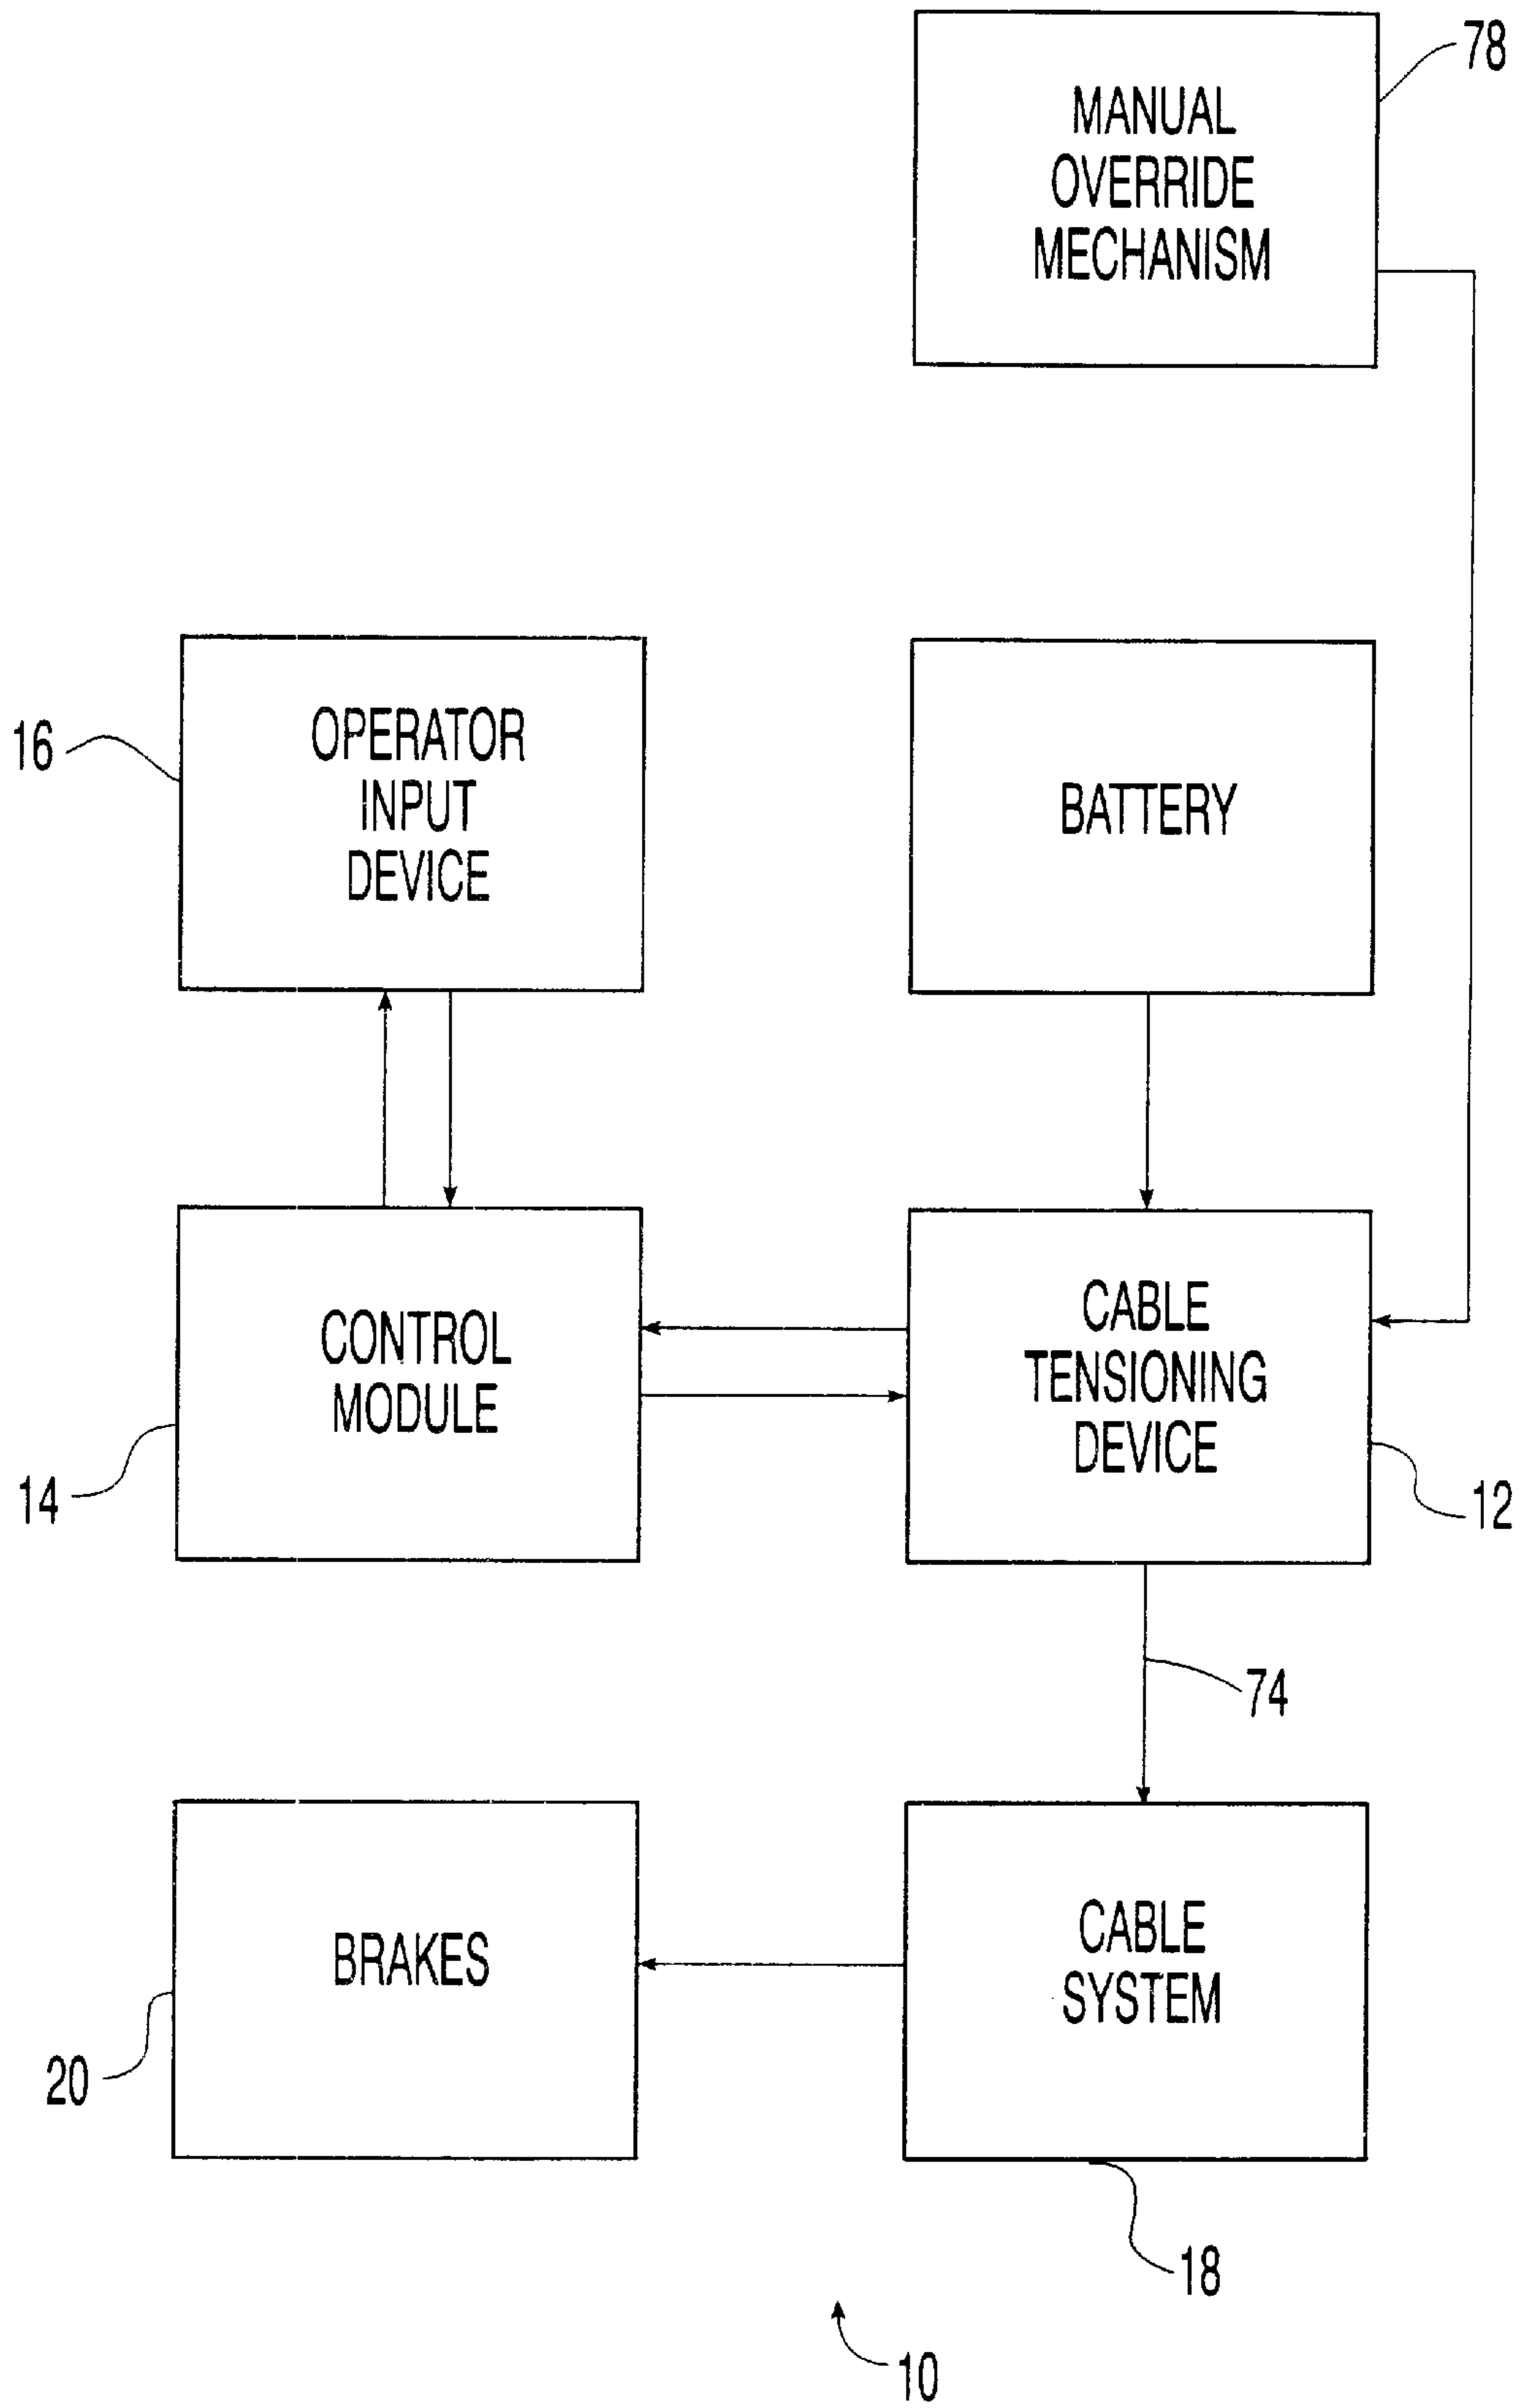 78
MANUAL
OVERRIDE
MECHANISM
16
OPERATOR
INPUT
DEVICE
BATTERY
CONTROL
MODULE
14
CABLE
TENSIONING
DEVICE
12
74
BRAKES
20
CABLE
SYSTEM
18
10